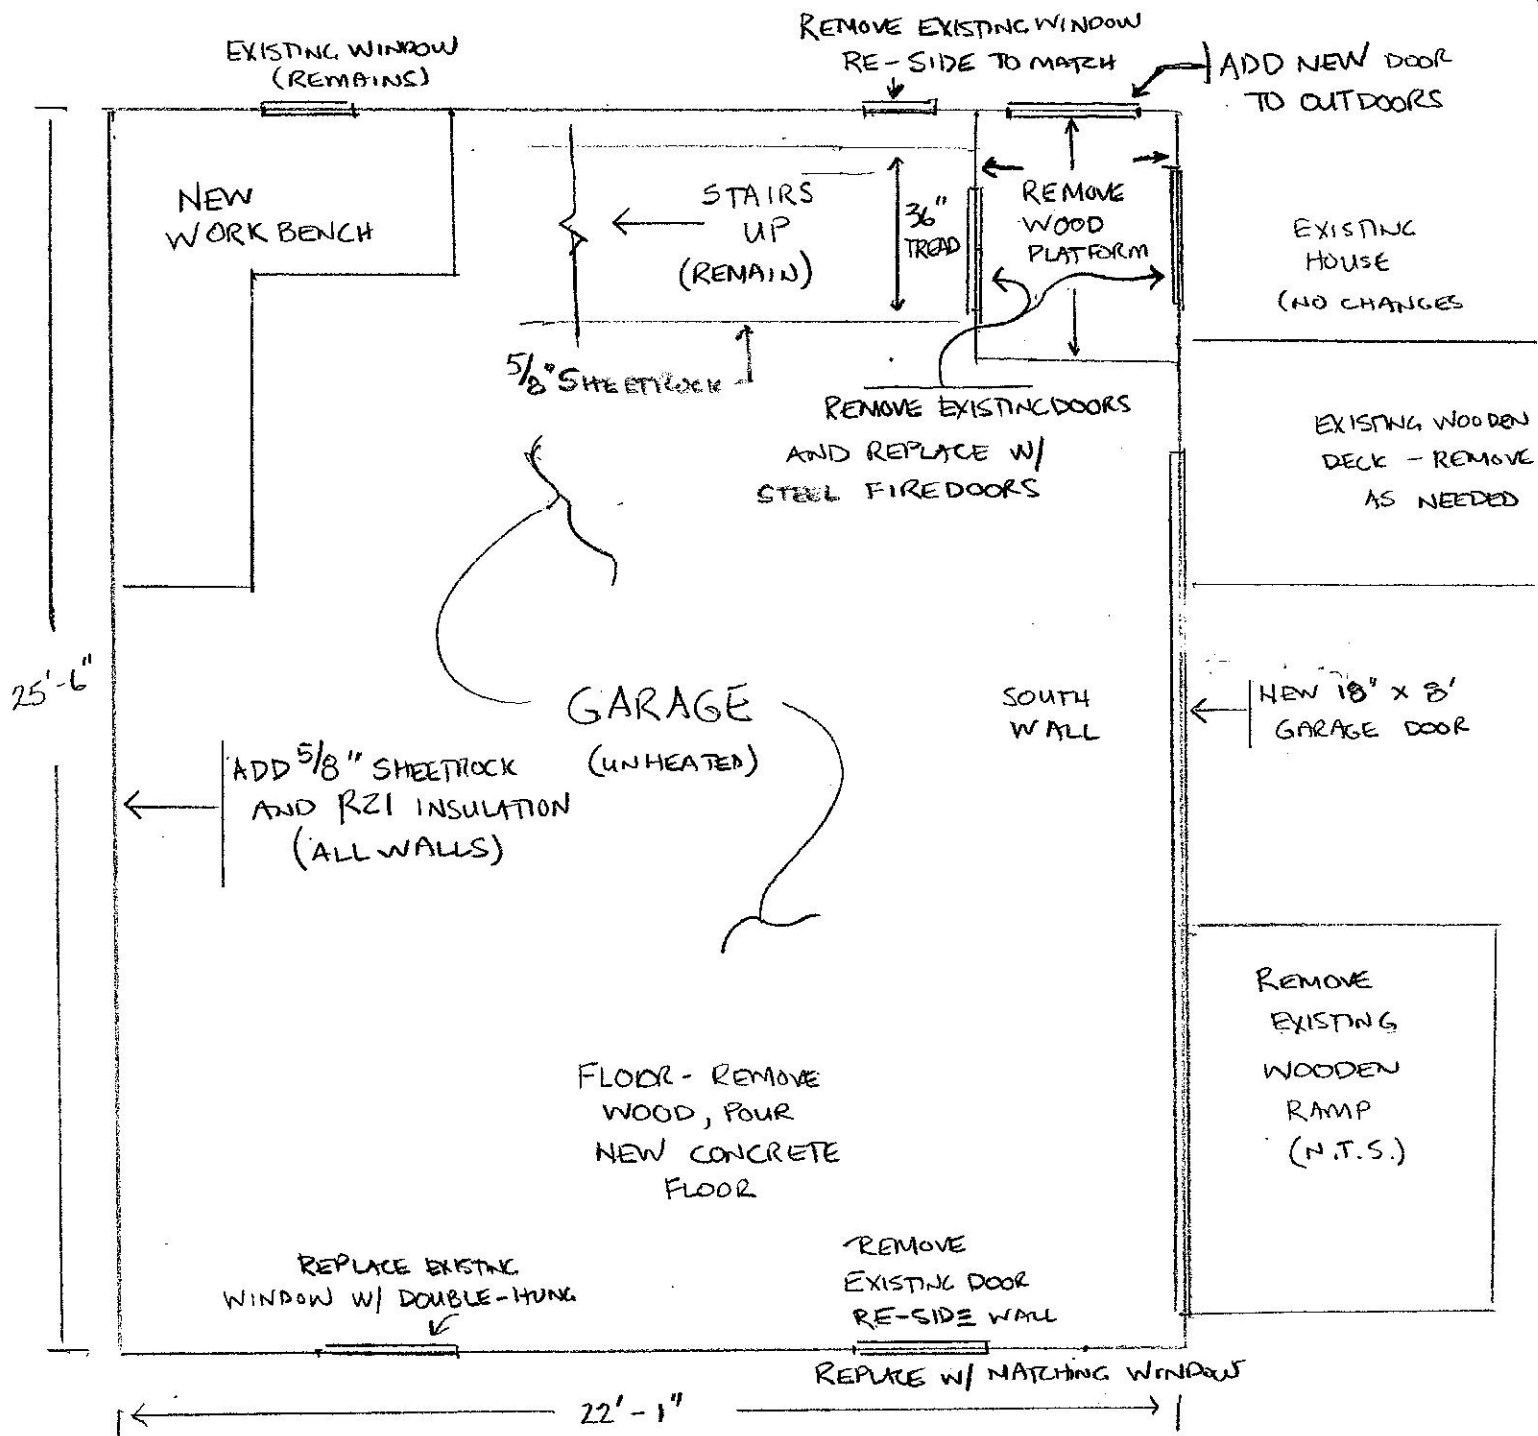 EXISTING WINDOW
(REMAINS)
REMOVE EXISTING WINDOW
RE-SIDE TO MATCH
ADD NEW DOOR
TO OUTDOORS
NEW
WORKBENCH
STAIRS
UP
(REMAIN)
36"
TREAD
REMOVE
WOOD
PLATFORM
EXISTING
HOUSE
(NO CHANGES
5/8" SHEETROCK
REMOVE EXISTING DOORS
AND REPLACE W/
STEEL FIREDOORS
EXISTING WOODEN
DECK - REMOVE
AS NEEDED
25'-6"
GARAGE
(UNHEATED)
SOUTH
WALL
NEW 18" x 8'
GARAGE DOOR
ADD 5/8" SHEETROCK
AND R21 INSULATION
(ALL WALLS)
REMOVE
EXISTING
WOODEN
RAMP
(N.T.S.)
FLOOR - REMOVE
WOOD, POUR
NEW CONCRETE
FLOOR
REPLACE EXISTING
WINDOW W/ DOUBLE-HUNG
REMOVE
EXISTING DOOR
RE-SIDE WALL
REPLACE W/ MATCHING WINDOW
22'-1"